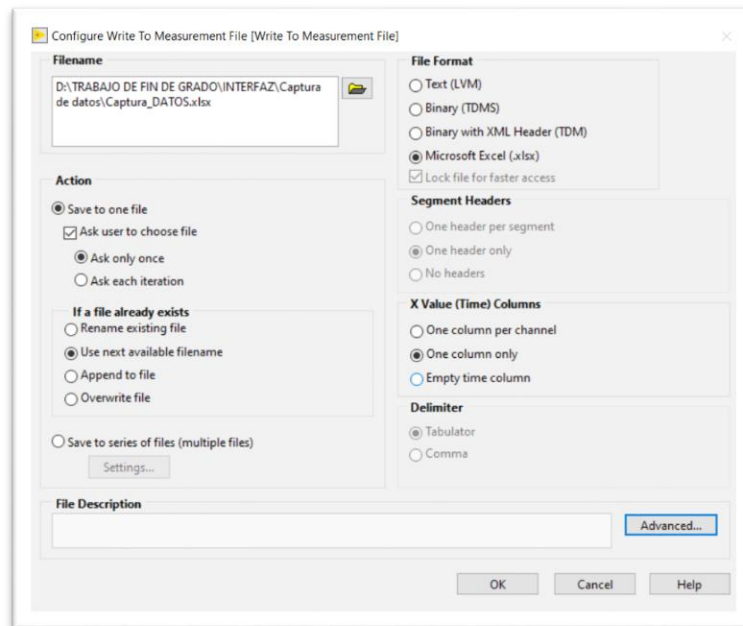 Configure Write To Measurement File [Write To Measurement File]
Filename
D:\TRABAJO DE FIN DE GRADO\INTERFAZ\Captura
de datos\Captura_DATOS.xlsx
Action
Save to one file
Ask user to choose file
Ask only once
Ask each iteration
If a file already exists
Rename existing file
Use next available filename
Append to file
Overwrite file
Save to series of files (multiple files)
Settings...
File Format
Text (LVM)
Binary (TDMS)
Binary with XML Header (TDM)
Microsoft Excel (.xlsx)
Lock file for faster access
Segment Headers
One header per segment
One header only
No headers
X Value (Time) Columns
One column per channel
One column only
Empty time column
Delimiter
Tabulator
Comma
File Description
Advanced...
OK
Cancel
Help